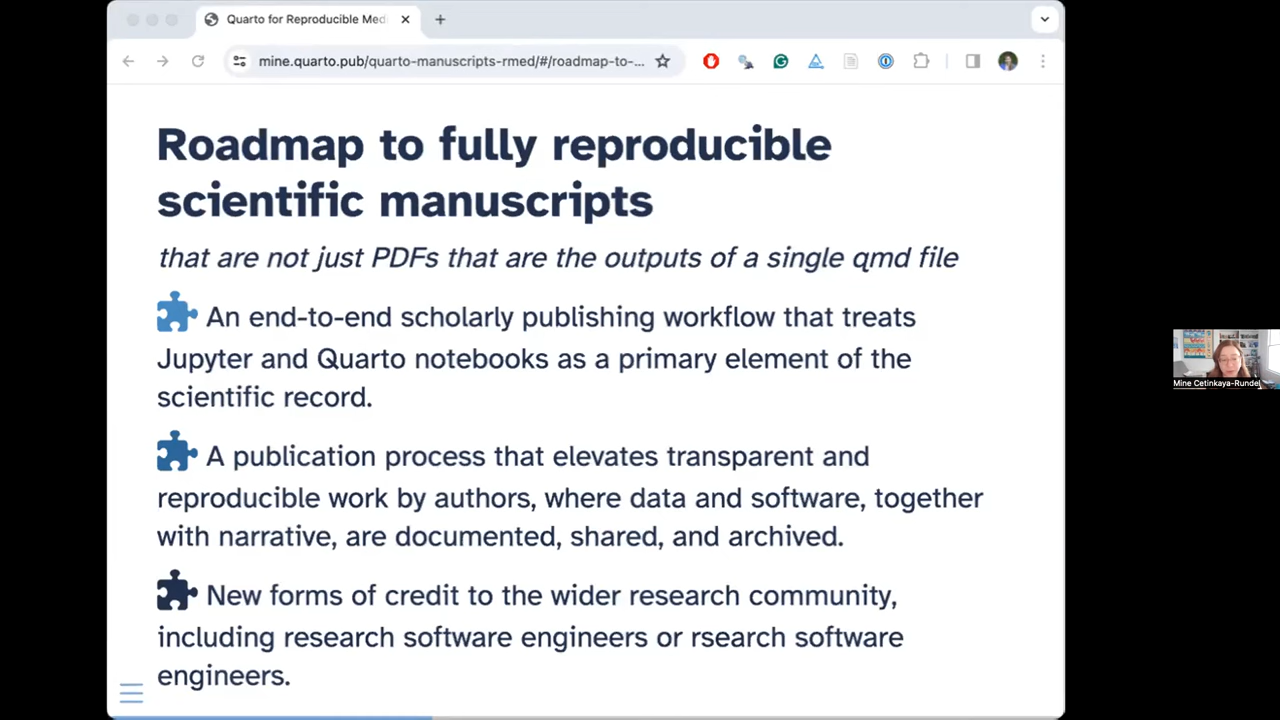 Quarto for Reproducible Med
mine.quarto.pub/quarto-manuscripts-rmed/#/roadmap-to-...
Roadmap to fully reproducible
scientific manuscripts
that are not just PDFs that are the outputs of a single qmd file
An end-to-end scholarly publishing workflow that treats
Jupyter and Quarto notebooks as a primary element of the
scientific record.
A publication process that elevates transparent and
reproducible work by authors, where data and software, together
with narrative, are documented, shared, and archived.
New forms of credit to the wider research community,
including research software engineers or rsearch software
engineers.
Mine Cetinkaya-Rundel